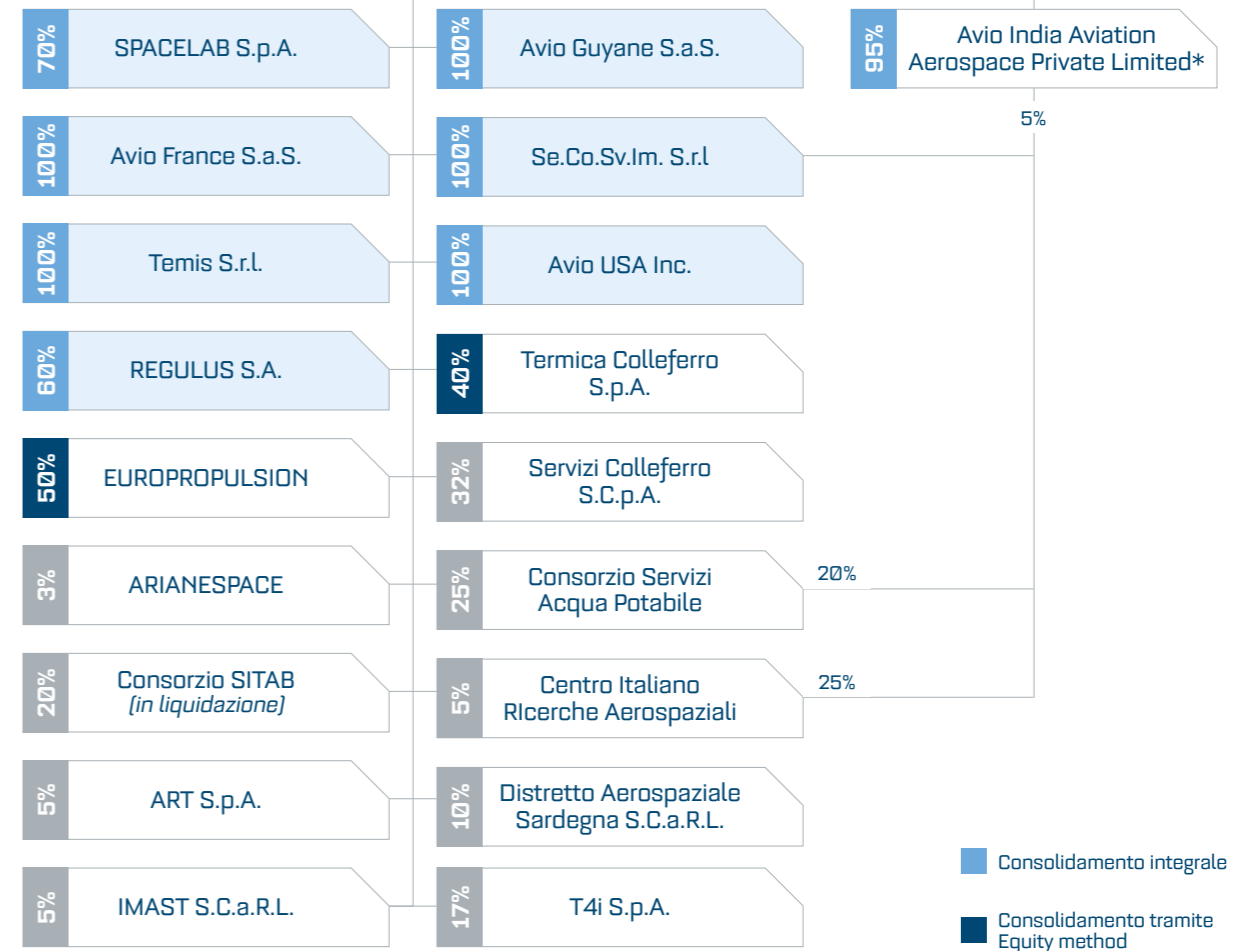 70%
SPACELAB S.p.A.
100%
Avio Guyane S.a.S.
95%
Avio India Aviation
Aerospace Private Limited*
5%
100%
Avio France S.a.S.
100%
Se.Co.Sv.Im. S.r.l
100%
Temis S.r.l.
100%
Avio USA Inc.
60%
REGULUS S.A.
40%
Termica Colleferro
S.p.A.
50%
EUROPROPULSION
32%
Servizi Colleferro
S.C.p.A.
3%
ARIANESPACE
25%
Consorzio Servizi
Acqua Potabile
20%
20%
Consorzio SITAB
(in liquidazione)
5%
Centro Italiano
RIcerche Aerospaziali
25%
5%
ART S.p.A.
10%
Distretto Aerospaziale
Sardegna S.C.a.R.L.
5%
IMAST S.C.a.R.L.
17%
T4i S.p.A.
Consolidamento integrale
Consolidamento tramite
Equity method